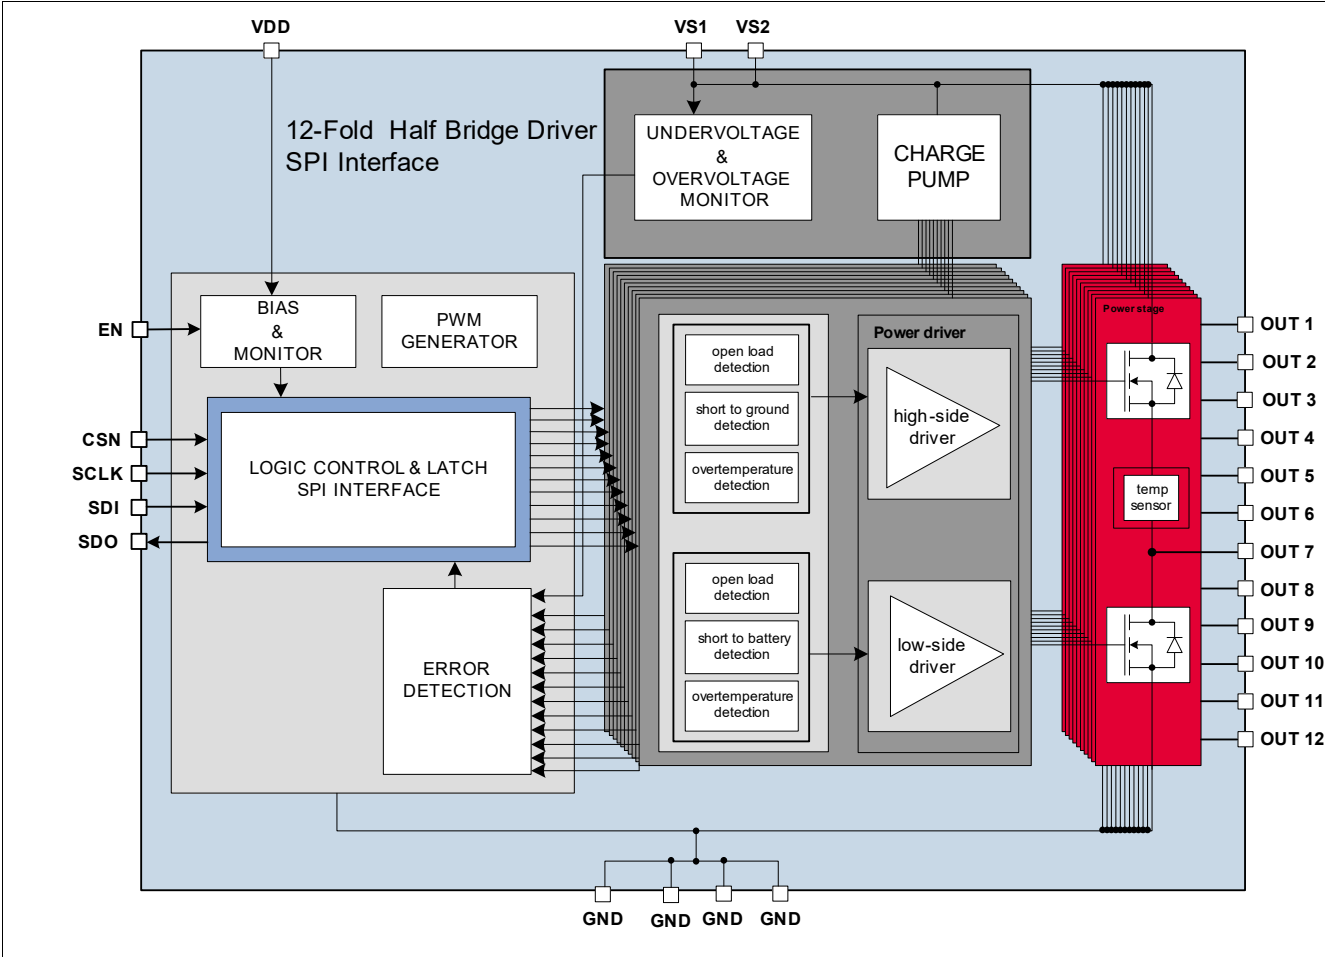 VDD
VS1
VS2
12-Fold Half Bridge Driver
SPI Interface
UNDERVOLTAGE
&
OVERVOLTAGE
MONITOR
CHARGE
PUMP
BIAS
&
MONITOR
PWM
GENERATOR
EN
CSN
SCLK
SDI
SDO
LOGIC CONTROL & LATCH
SPI INTERFACE
ERROR
DETECTION
open load
detection
short to ground
detection
overtemperature
detection
open load
detection
short to battery
detection
overtemperature
detection
Power driver
high-side
driver
low-side
driver
Power stage
temp
sensor
OUT 1
OUT 2
OUT 3
OUT 4
OUT 5
OUT 6
OUT 7
OUT 8
OUT 9
OUT 10
OUT 11
OUT 12
GND
GND
GND
GND